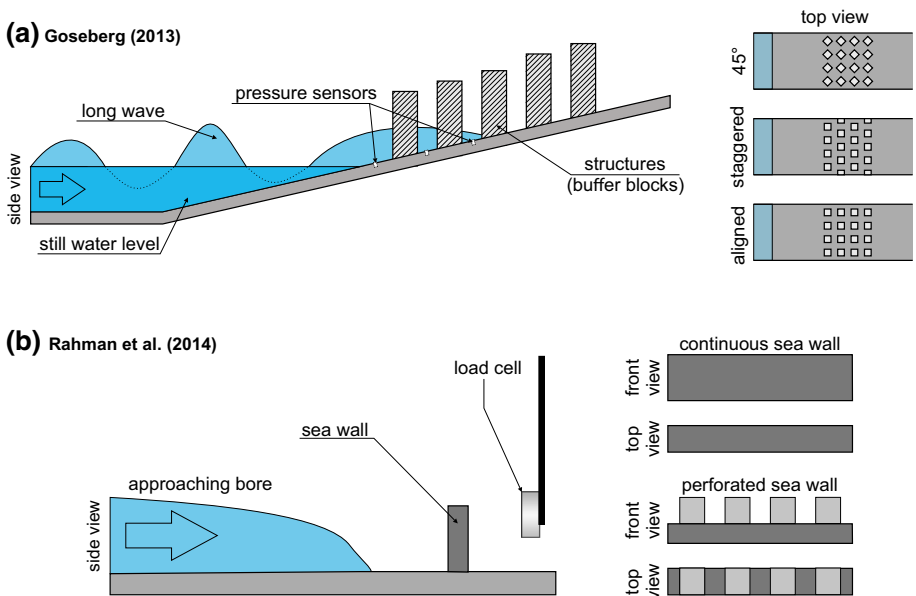 (a) Goseberg (2013)
top view
pressure sensors
long wave
45°
side view
structures
(buffer blocks)
staggered
still water level
aligned
(b) Rahman et al. (2014)
load cell
sea wall
approaching bore
side view
continuous sea wall
front
view
top
view
perforated sea wall
front
view
top
view